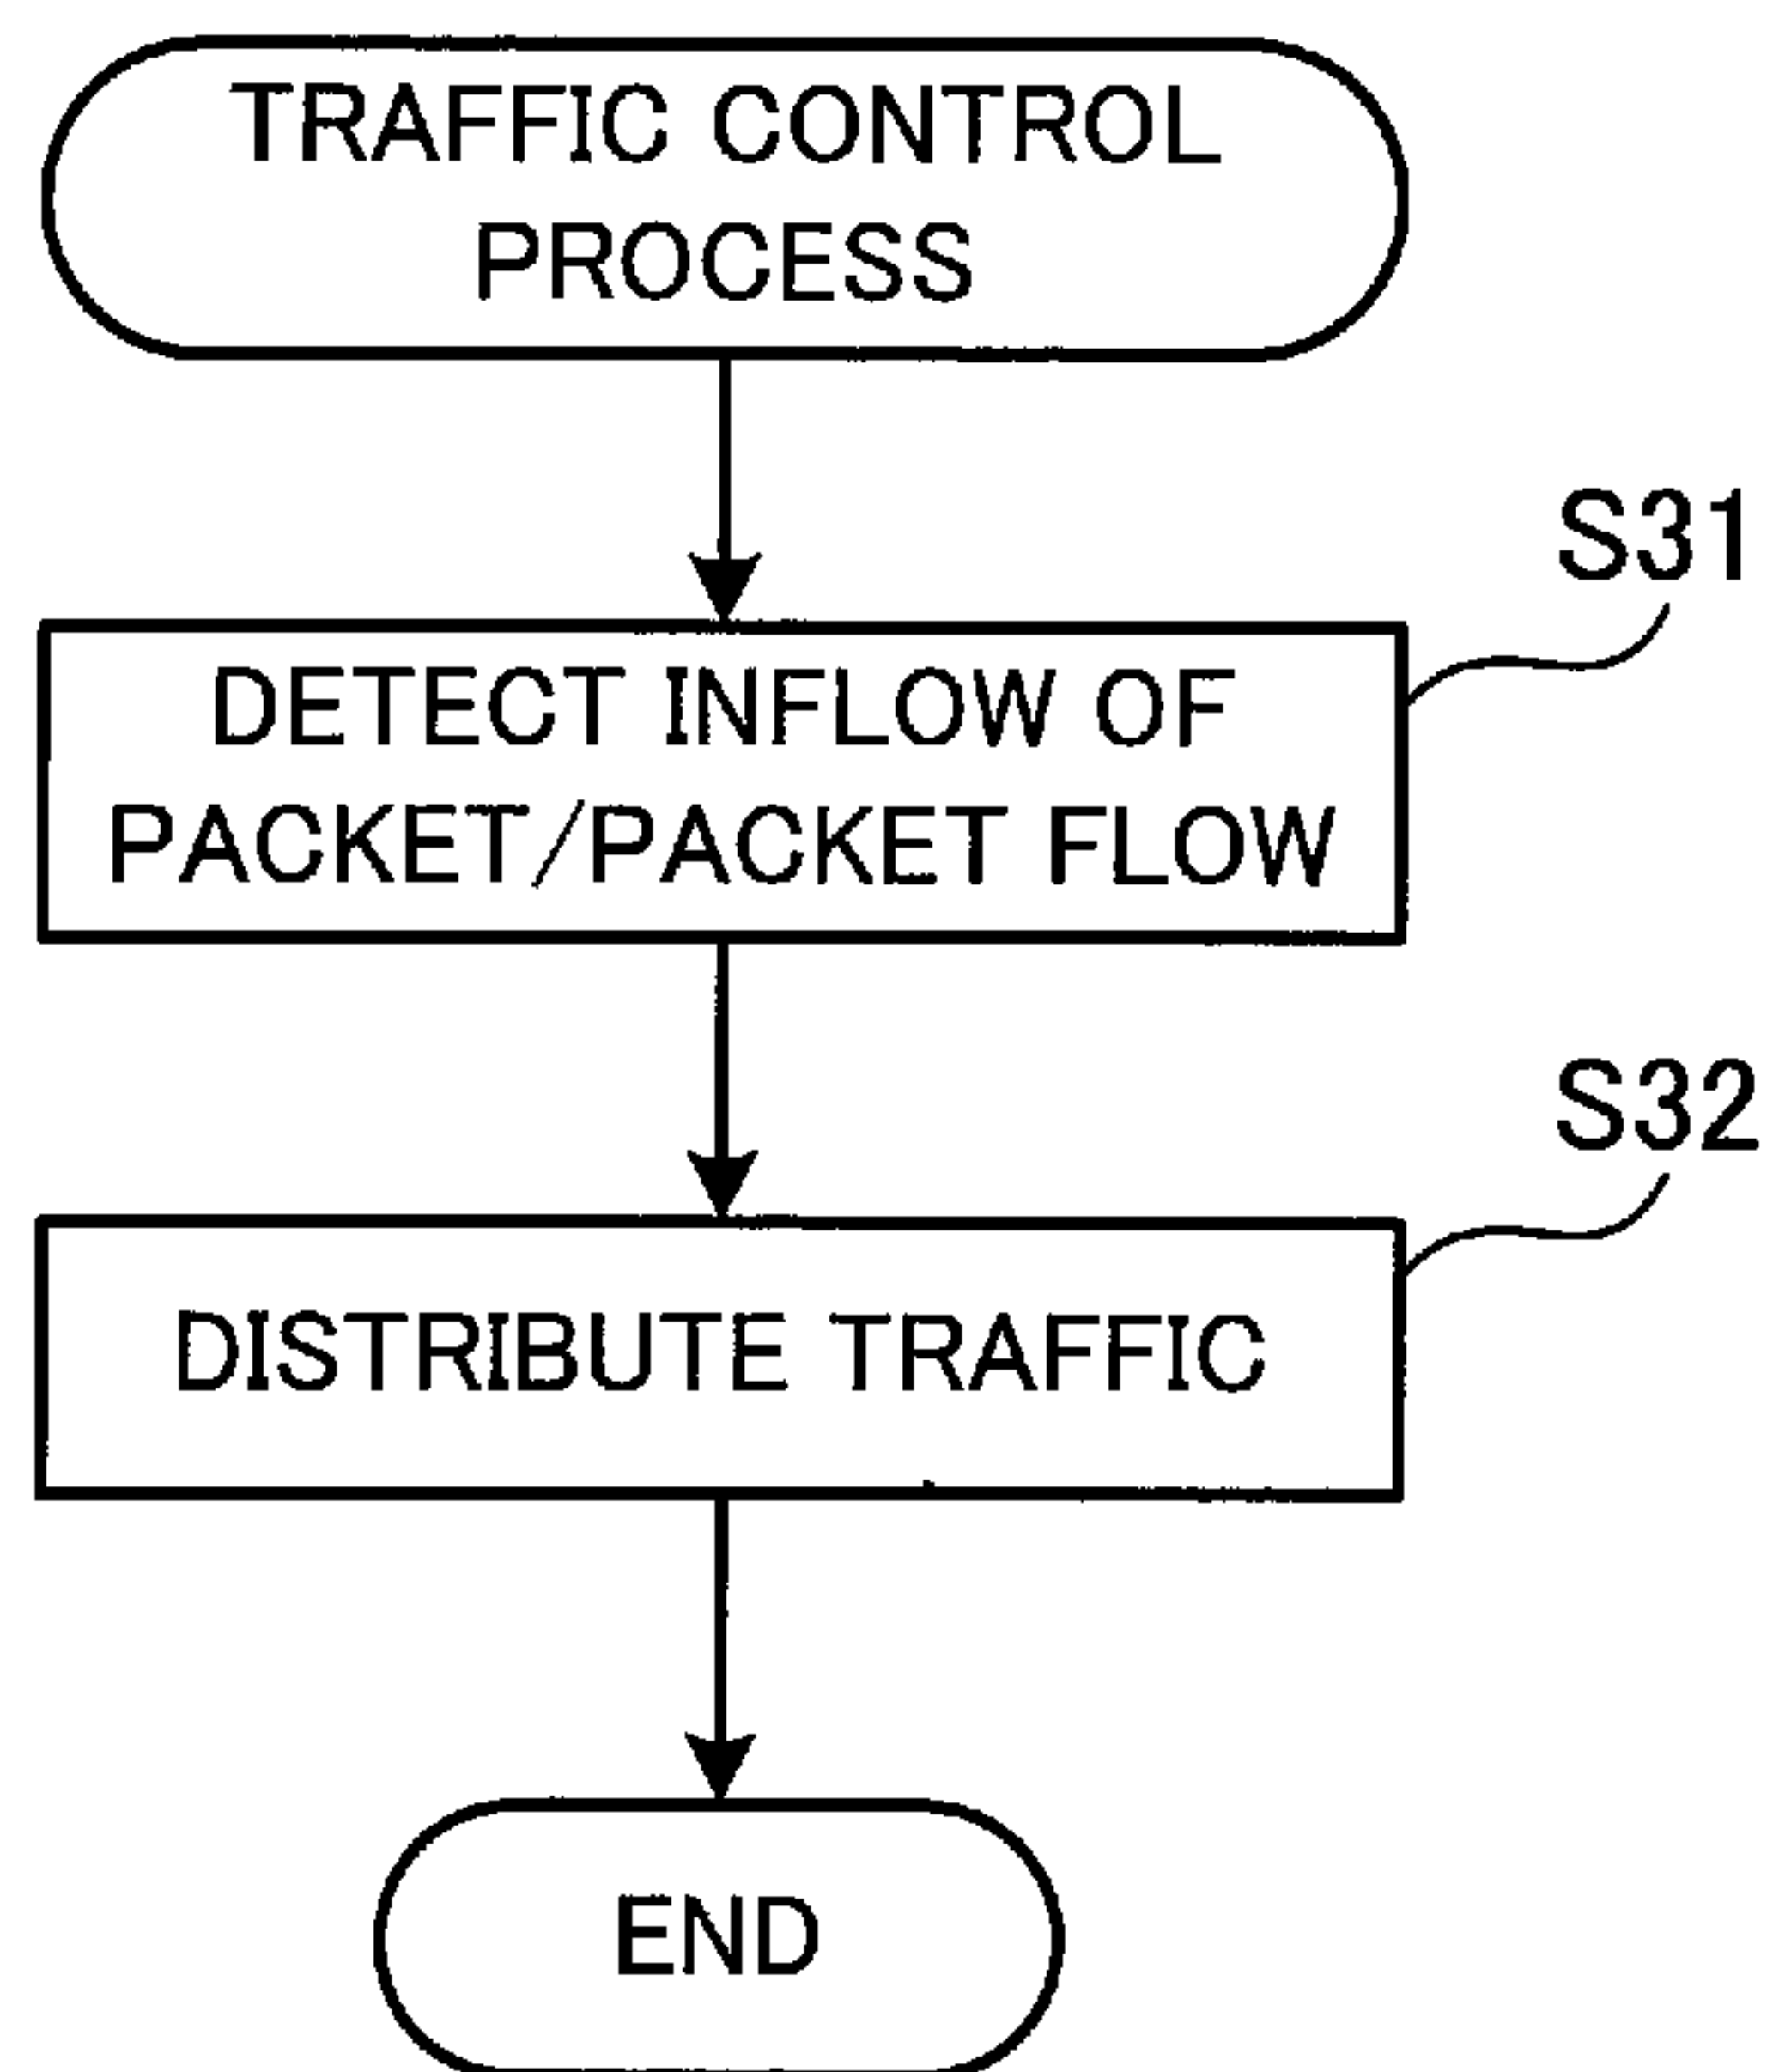 TRAFFIC CONTROL
PROCESS
S31
DETECT INFLOW OF
PACKET/PACKET FLOW
S32
DISTRIBUTE TRAFFIC
END